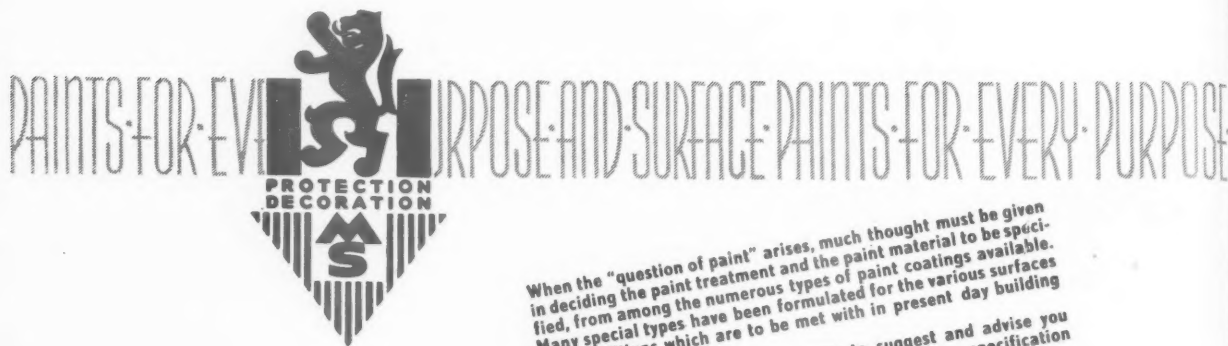 PAINTS·FOR·EVE URPOSE·AND·SURFACE·PAINTS·FOR·EVERY·PURPOSE
PROTECTION
DECORATION
MS
When the "question of paint" arises, much thought must be given
in deciding the paint treatment and the paint material to be speci-
fied, from among the numerous types of paint coatings available.
Many special types have been formulated for the various surfaces
which are to be met with in present day building
suggest and advise you
specification